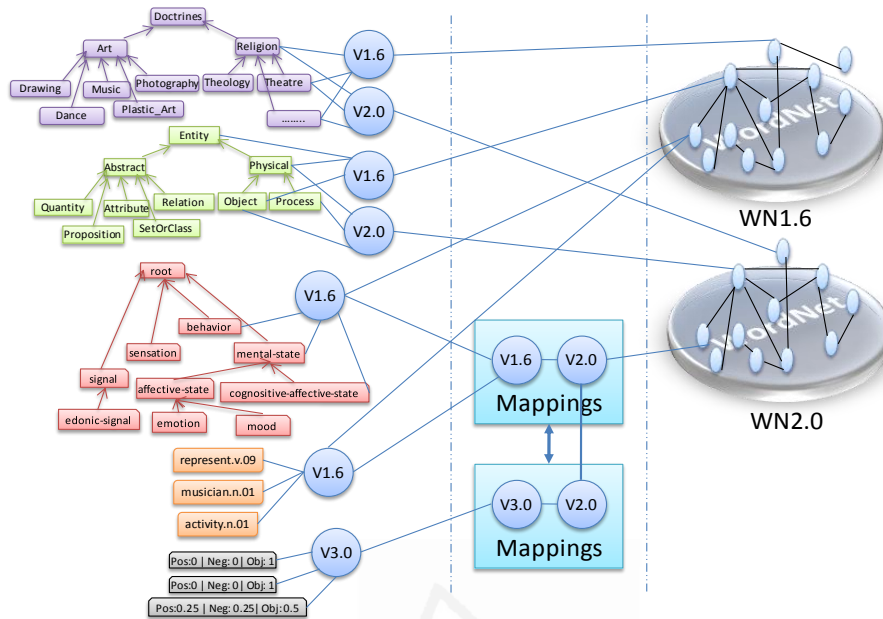 Doctrines
Art
Religion
Drawing
Music
Photography
Theology
Theatre
Dance
Plastic_Art
........
V1.6
V2.0
Entity
Abstract
Physical
Quantity
Attribute
Relation
Object
Process
Proposition
SetOrClass
V1.6
V2.0
root
behavior
sensation
mental-state
signal
affective-state
cognositive-affective-state
edonic-signal
emotion
mood
V1.6
represent.v.09
musician.n.01
activity.n.01
V1.6
Pos:0 | Neg: 0| Obj: 1
Pos:0 | Neg: 0| Obj: 1
Pos:0.25 | Neg: 0.25| Obj: 0.5
V3.0
V1.6
V2.0
Mappings
V3.0
V2.0
Mappings
WordNet
WN1.6
WordNet
WN2.0